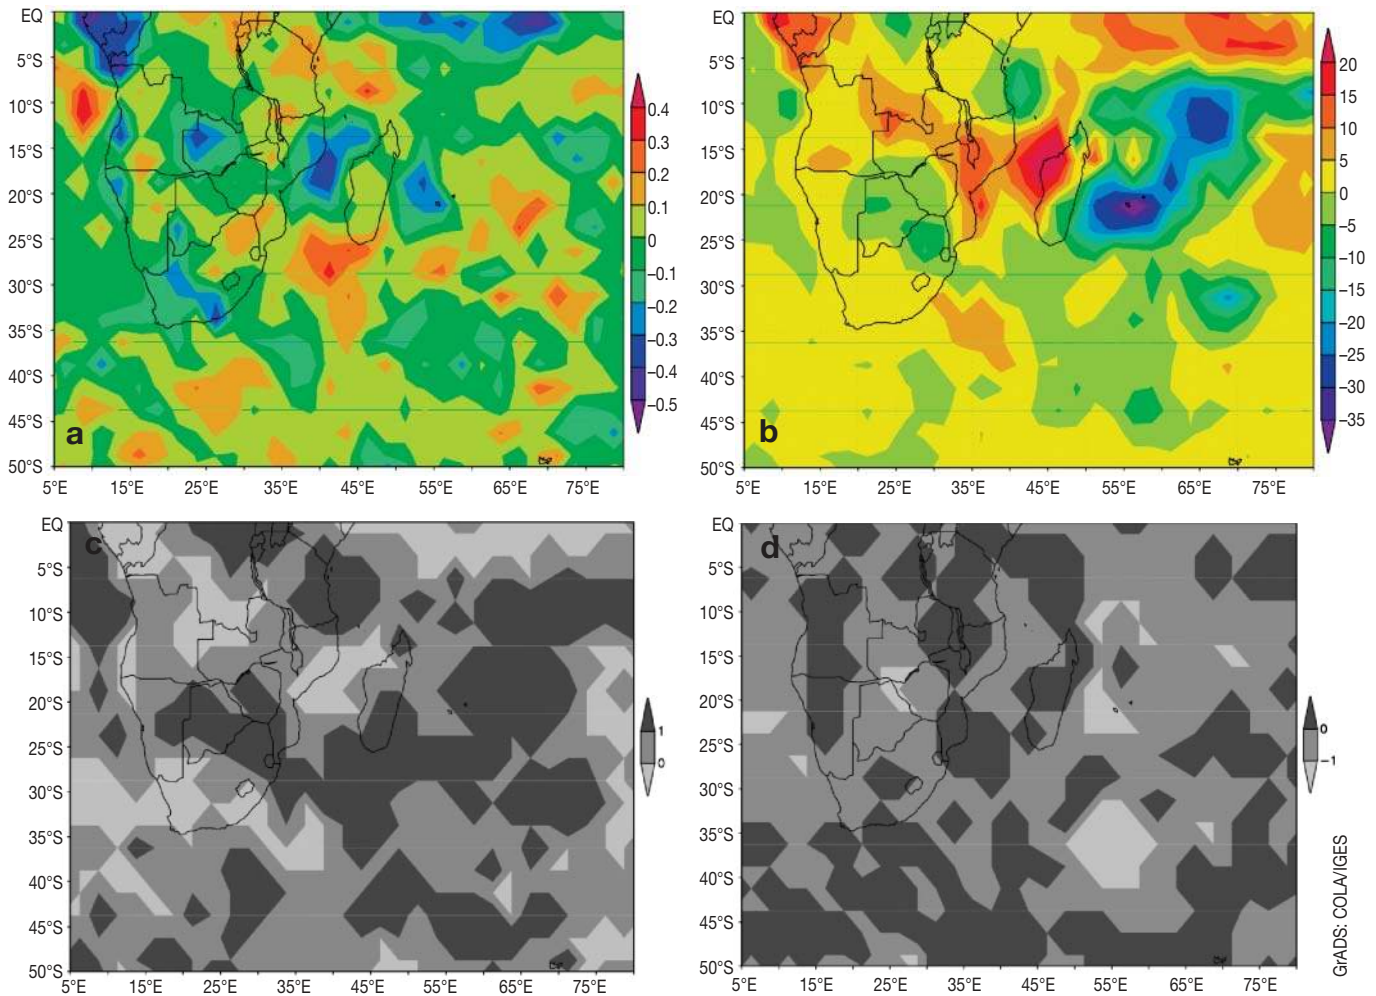 EQ
5°S
10°S
15°S
20°S
25°S
30°S
35°S
40°S
45°S
50°S
a
5°E 15°E 25°E 35°E 45°E 55°E 65°E 75°E
0.4
0.3
0.2
0.1
0
–0.1
–0.2
–0.3
–0.4
–0.5
EQ
5°S
10°S
15°S
20°S
25°S
30°S
35°S
40°S
45°S
50°S
b
5°E 15°E 25°E 35°E 45°E 55°E 65°E 75°E
20
15
10
5
0
–5
–10
–15
–20
–25
–30
–35
EQ
5°S
10°S
15°S
20°S
25°S
30°S
35°S
40°S
45°S
50°S
c
5°E 15°E 25°E 35°E 45°E 55°E 65°E 75°E
1
0
EQ
5°S
10°S
15°S
20°S
25°S
30°S
35°S
40°S
45°S
50°S
d
5°E 15°E 25°E 35°E 45°E 55°E 65°E 75°E
0
–1
GrADS: COLA/IGES